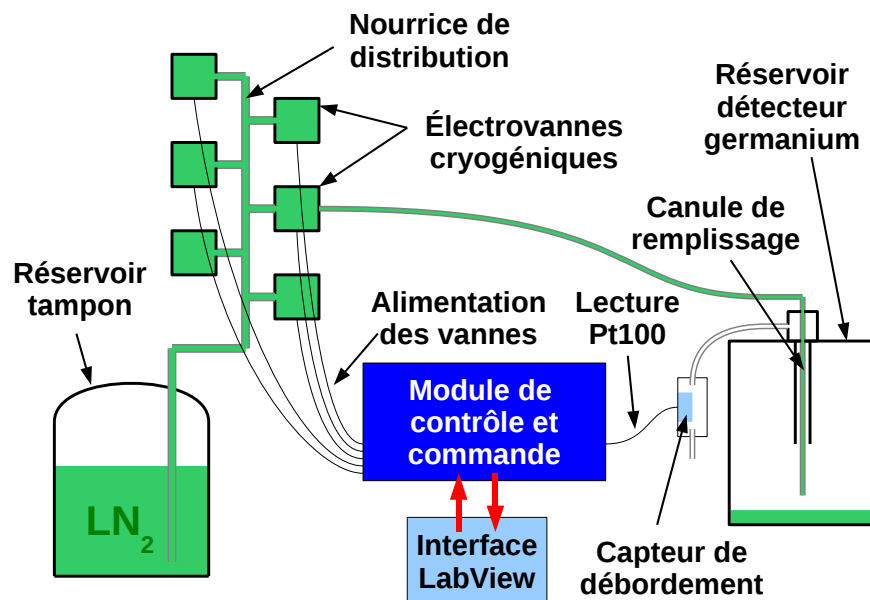 Nourrice de
distribution
Réservoir
détecteur
germanium
Électrovannes
cryogéniques
Canule de
remplissage
Réservoir
tampon
Alimentation
des vannes
Lecture
Pt100
Module de
contrôle et
commande
LN2
Interface
LabView
Capteur de
débordement